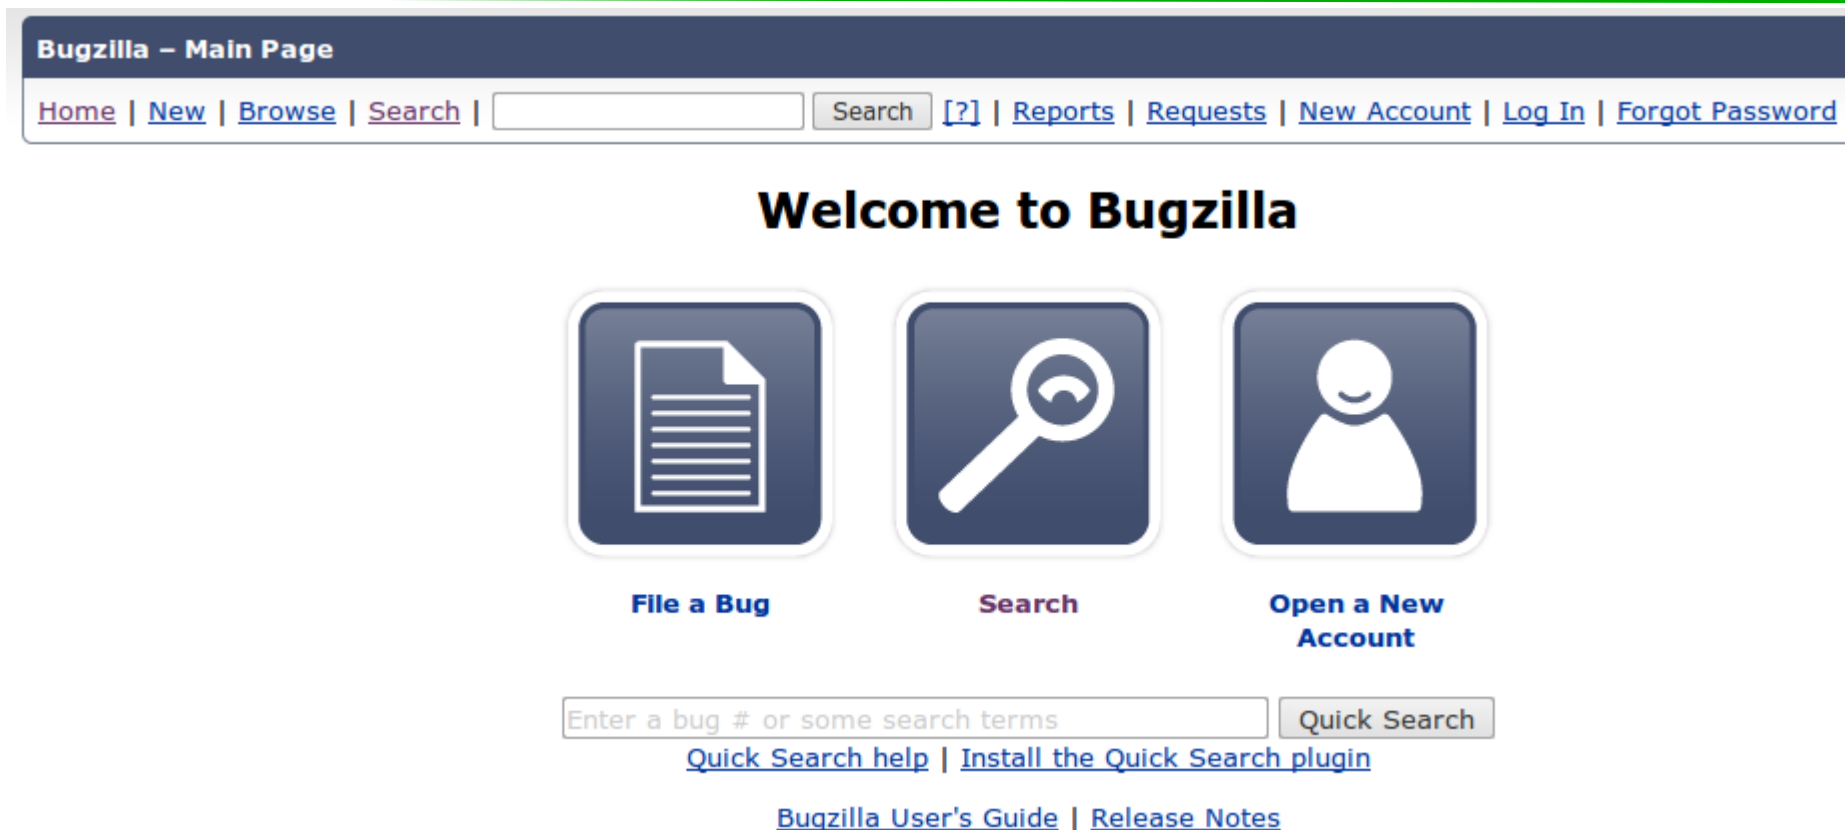 Bugzilla – Main Page
Home | New | Browse | Search | Search [?] | Reports | Requests | New Account | Log In | Forgot Password
Welcome to Bugzilla
File a Bug
Search
Open a New
Account
Enter a bug # or some search terms Quick Search
Quick Search help | Install the Quick Search plugin
Bugzilla User's Guide | Release Notes